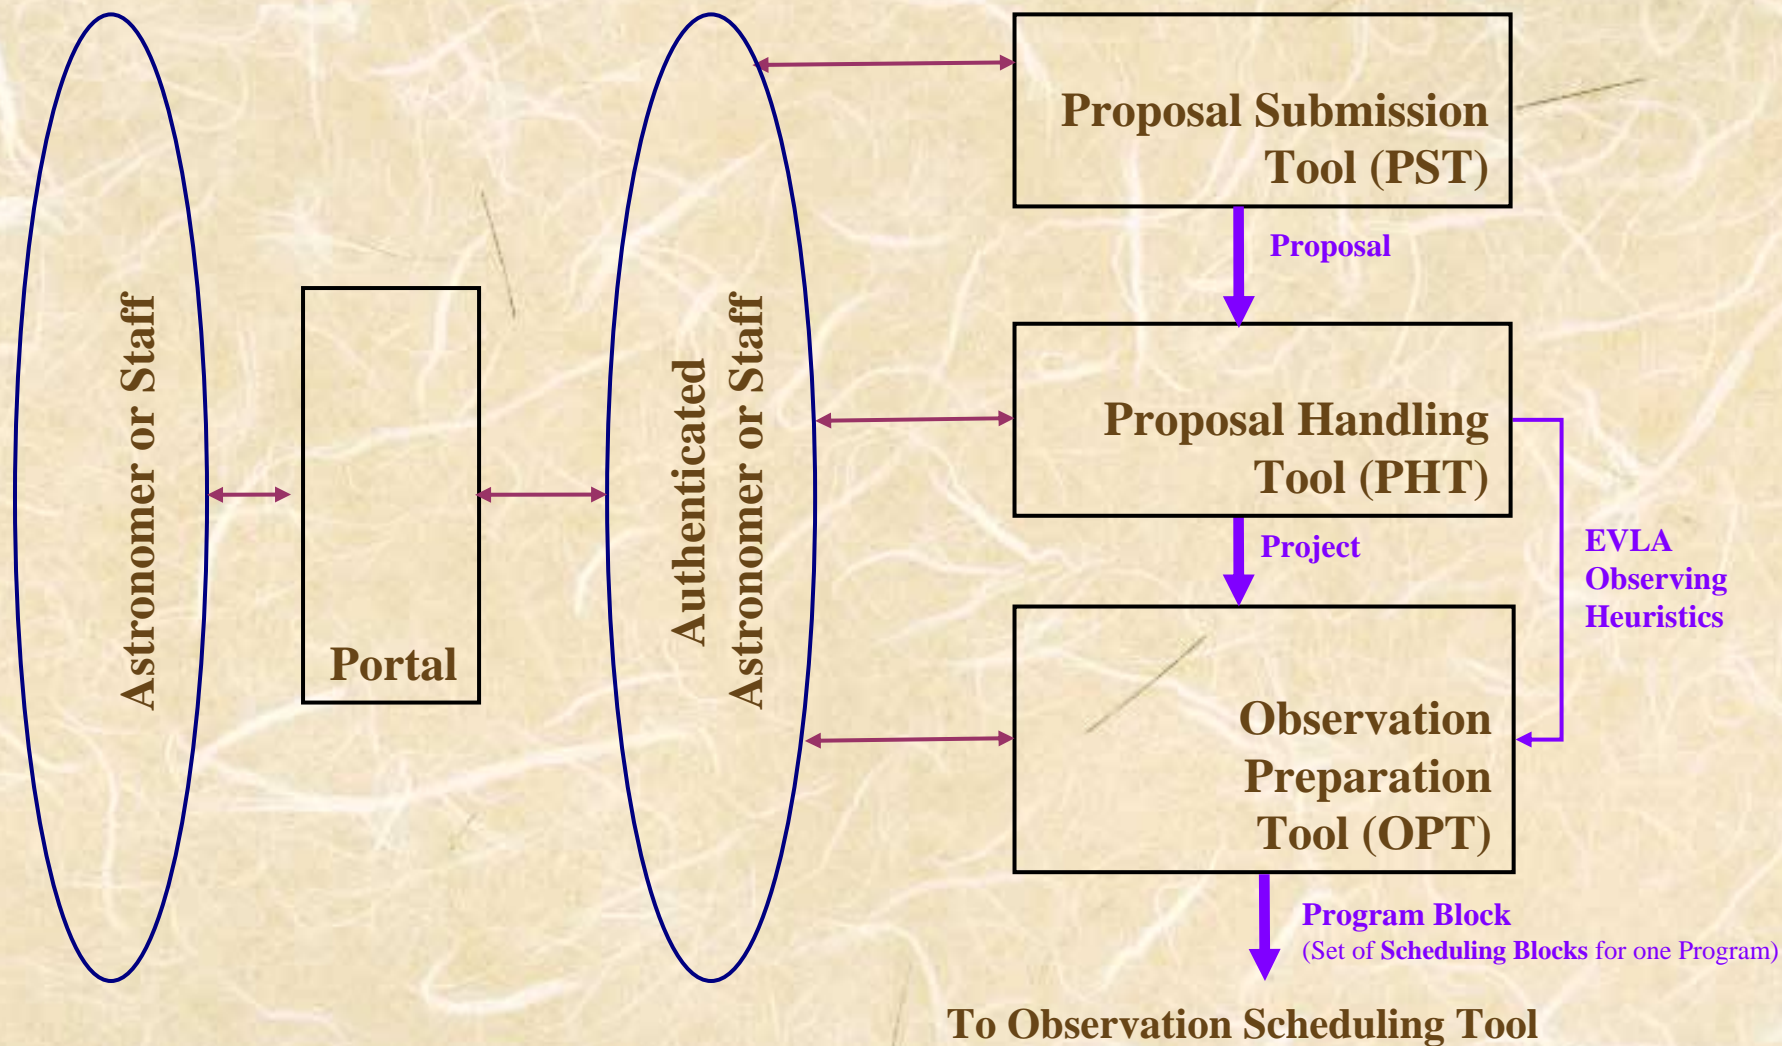 Astronomer or Staff
Portal
Authenticated
Astronomer or Staff
Proposal Submission
Tool (PST)
Proposal
Proposal Handling
Tool (PHT)
Project
EVLA
Observing
Heuristics
Observation
Preparation
Tool (OPT)
Program Block
(Set of Scheduling Blocks for one Program)
To Observation Scheduling Tool